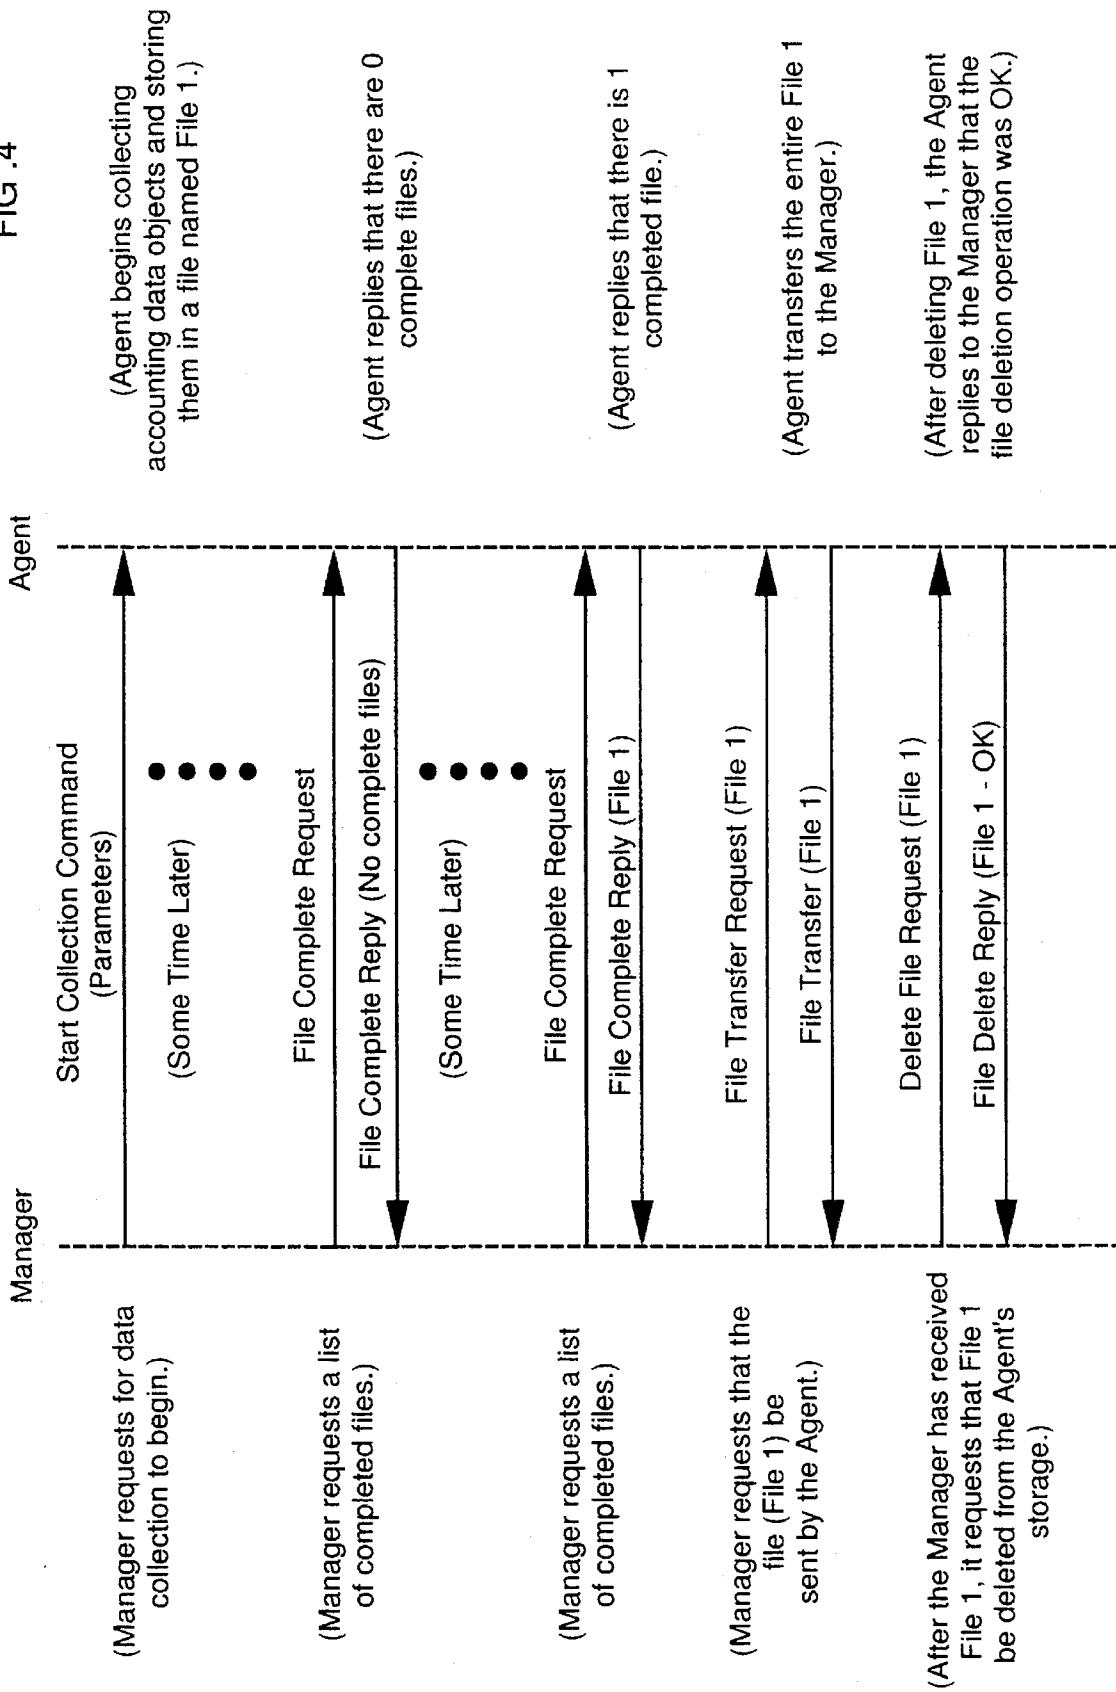 FIG .4
Manager
Agent
(Manager requests for data
collection to begin.)
Start Collection Command
(Parameters)
(Agent begins collecting
accounting data objects and storing
them in a file named File 1.)
(Some Time Later)
(Manager requests a list
of completed files.)
File Complete Request
File Complete Reply (No complete files)
(Agent replies that there are 0
complete files.)
(Some Time Later)
(Manager requests a list
of completed files.)
File Complete Request
File Complete Reply (File 1)
(Agent replies that there is 1
completed file.)
(Manager requests that the
file (File 1) be
sent by the Agent.)
File Transfer Request (File 1)
File Transfer (File 1)
(Agent transfers the entire File 1
to the Manager.)
(After the Manager has received
File 1, it requests that File 1
be deleted from the Agent's
storage.)
Delete File Request (File 1)
File Delete Reply (File 1 - OK)
(After deleting File 1, the Agent
replies to the Manager that the
file deletion operation was OK.)